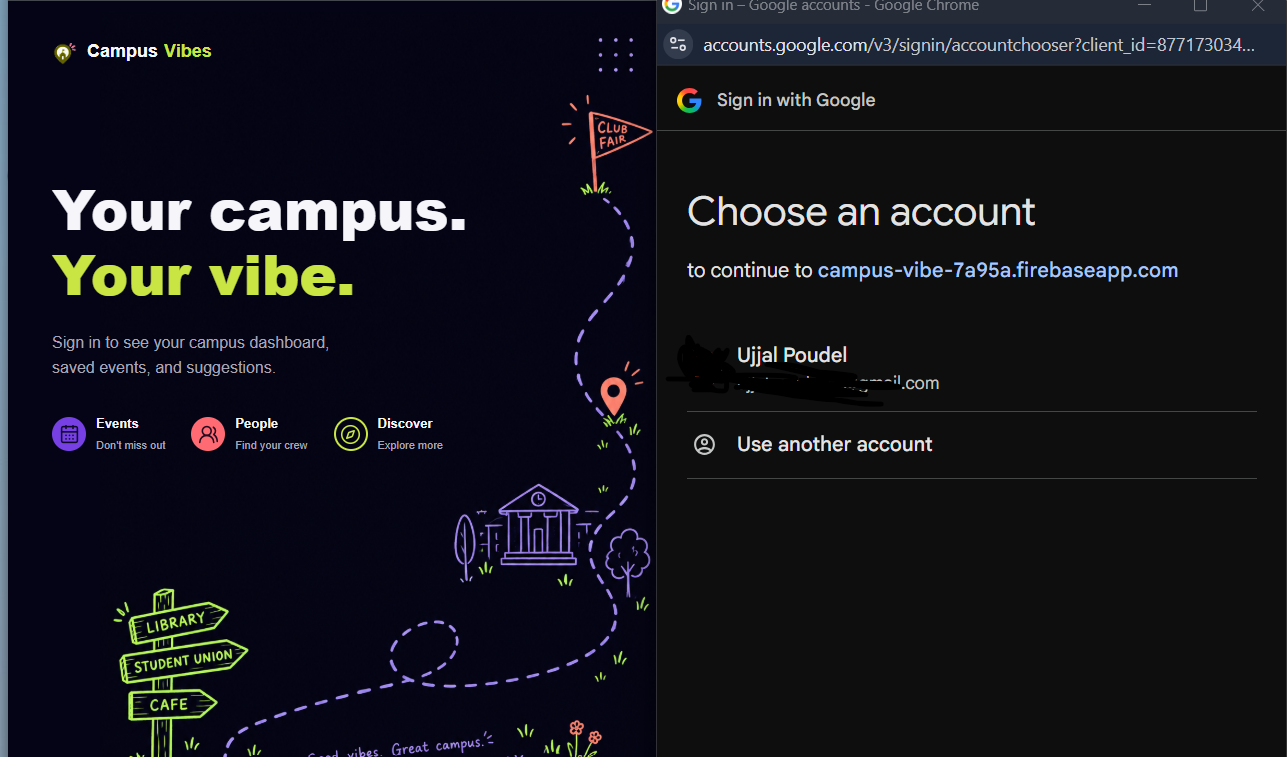 Campus Vibes
CLUB
FAIR
Your campus.
Your vibe.
Sign in to see your campus dashboard,
saved events, and suggestions.
Events
Don't miss out
People
Find your crew
Discover
Explore more
LIBRARY
STUDENT UNION
CAFE
vibes. Great campus.
Sign in – Google accounts - Google Chrome
accounts.google.com/v3/signin/accountchooser?client_id=877173034...
Sign in with Google
Choose an account
to continue to campus-vibe-7a95a.firebaseapp.com
Ujjal Poudel
.com
Use another account